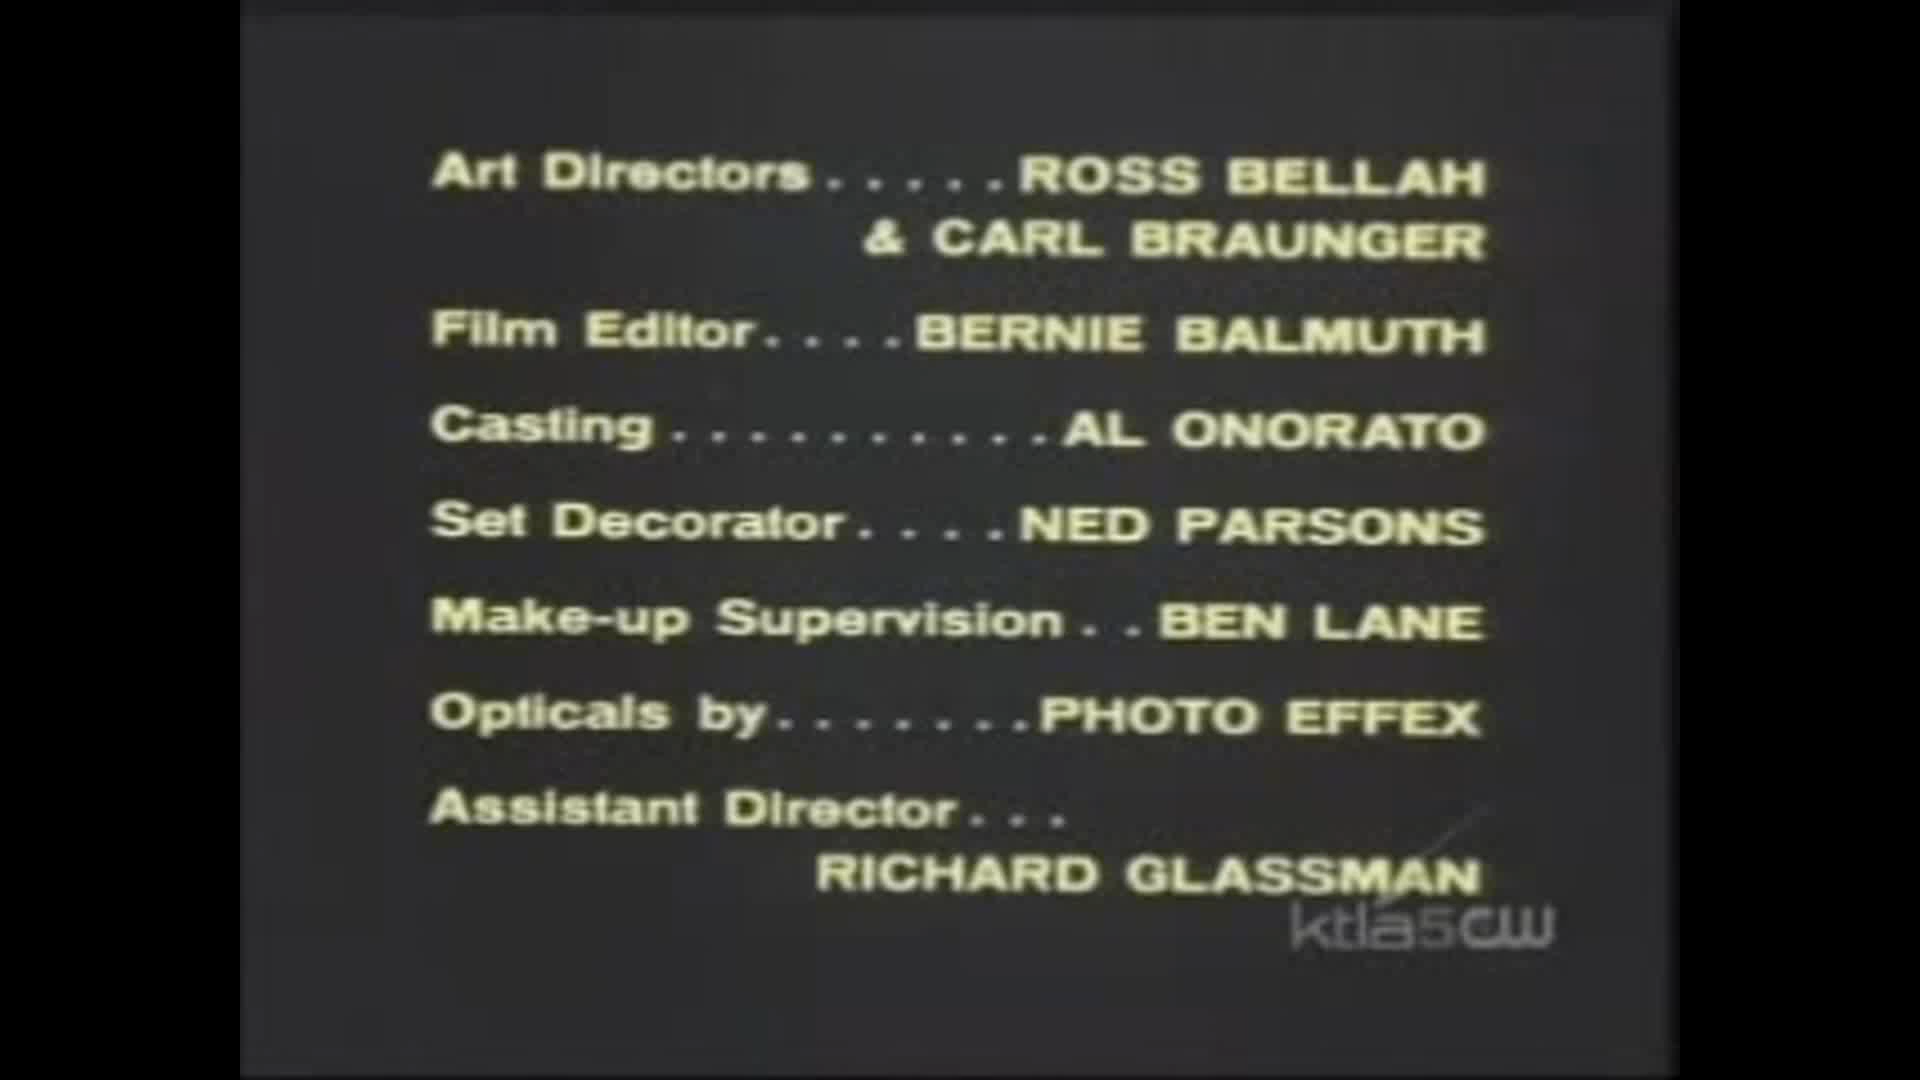 Art Directors.....ROSS BELLAH
& CARL BRAUNGER
Film Editor....BERNIE BALMUTH
Casting..........AL ONORATO
Set Decorator....NED PARSONS
Make-up Supervision..BEN LANE
Opticals by.......PHOTO EFFEX
Assistant Director...
RICHARD GLASSMAN
ktla5CW